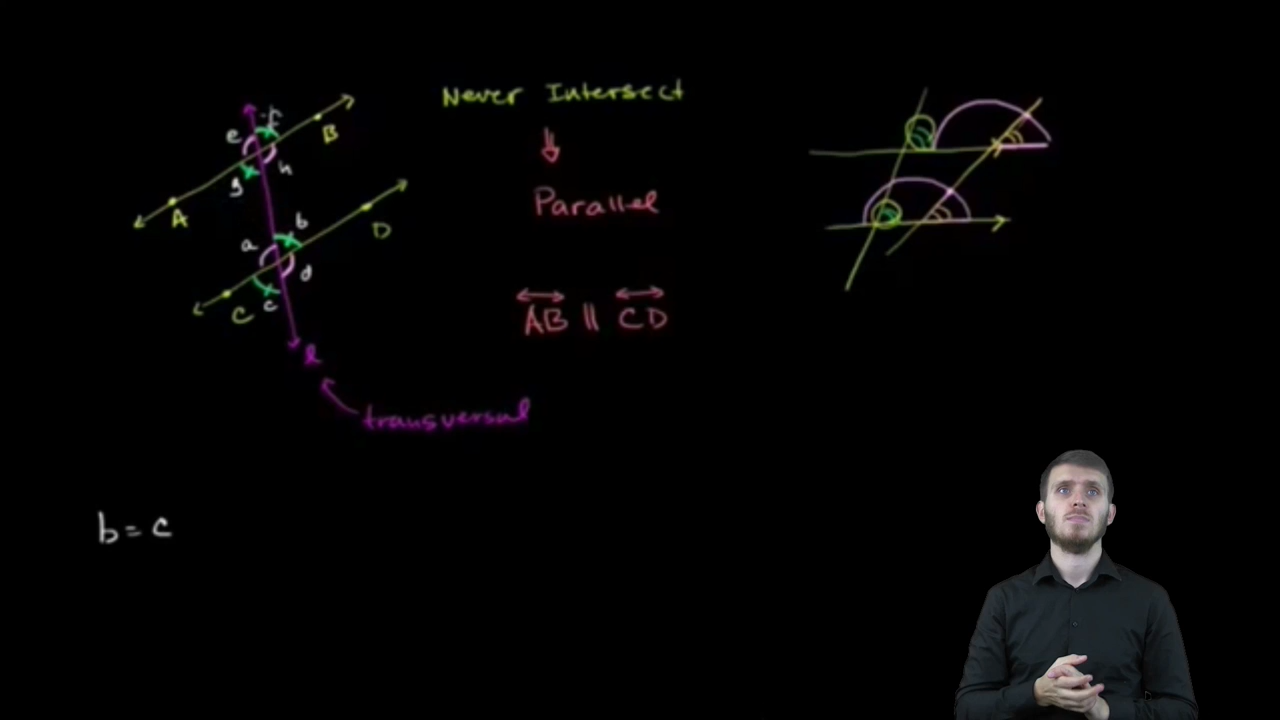 Never Intersect
⇓
Parallel
AB || CD
e f
B
g h
A
a b
D
d
C c
l
transversal
b = c